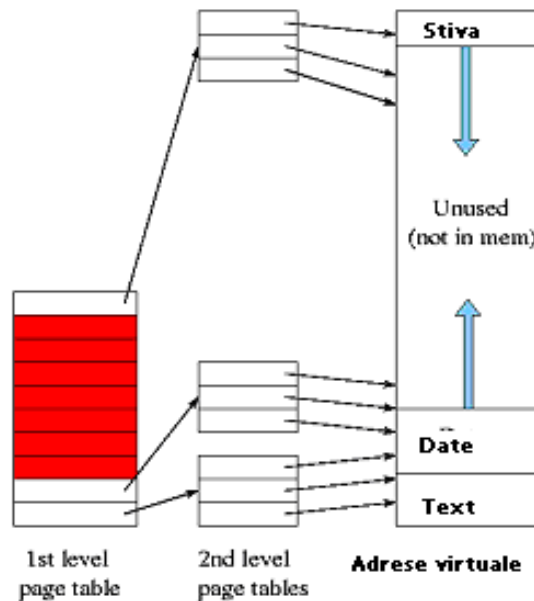 Stiva
Unused
(not in mem)
Date
Text
1st level
page table
2nd level
page tables
Adrese virtuale